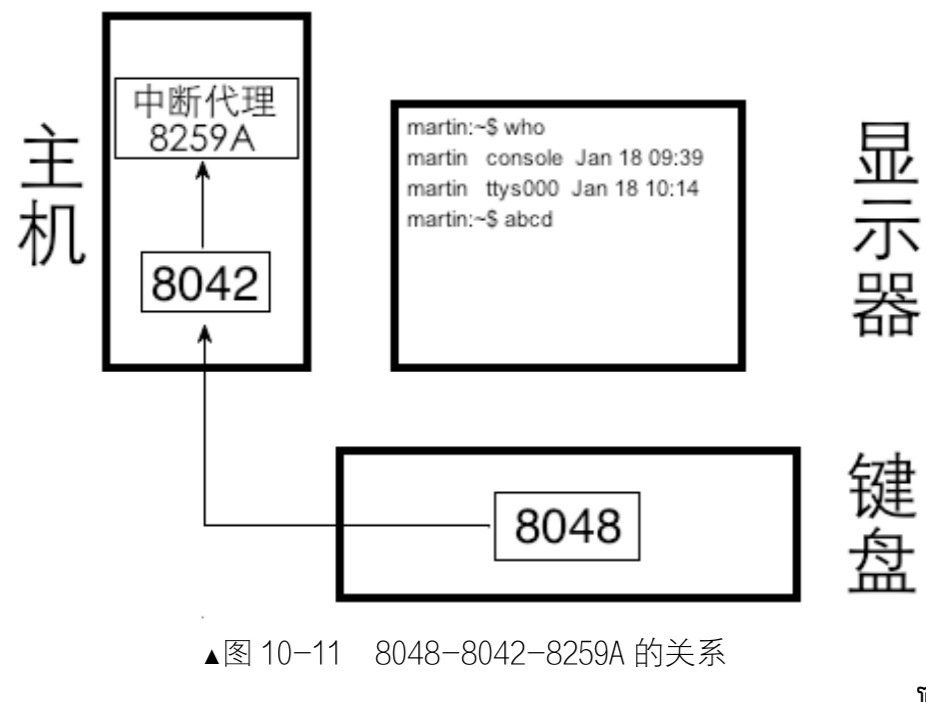 主机
中断代理
8259A
8042
martin:~$ who
martin console Jan 18 09:39
martin ttys000 Jan 18 10:14
martin:~$ abcd
显示器
8048
键盘
▲图 10-11 8048-8042-8259A 的关系